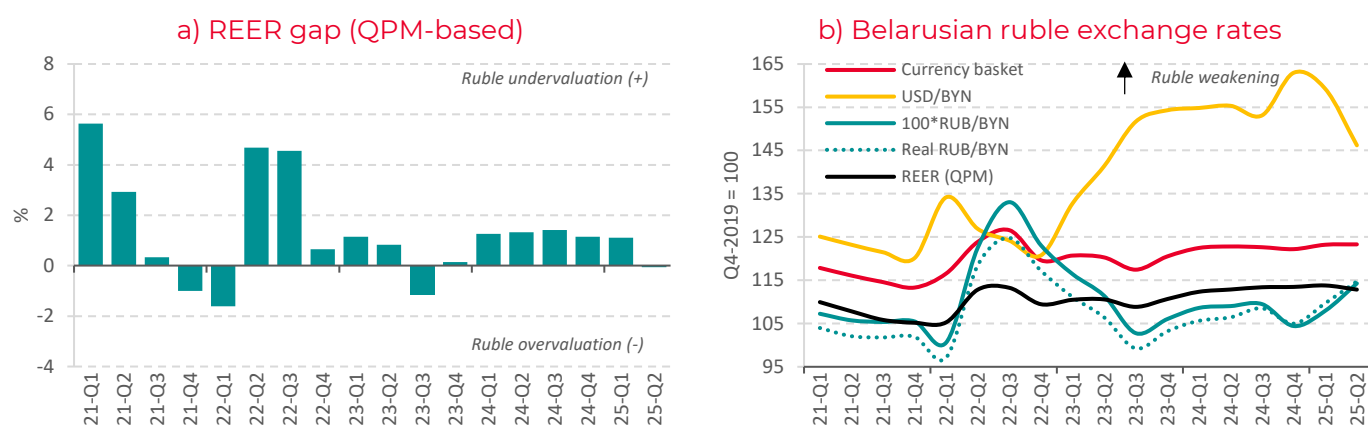 a) REER gap (QPM-based)
%
8
6
4
2
0
-2
-4
Ruble undervaluation (+)
Ruble overvaluation (-)
21-Q1
21-Q2
21-Q3
21-Q4
22-Q1
22-Q2
22-Q3
22-Q4
23-Q1
23-Q2
23-Q3
23-Q4
24-Q1
24-Q2
24-Q3
24-Q4
25-Q1
25-Q2
b) Belarusian ruble exchange rates
Q4-2019 = 100
165
155
145
135
125
115
105
95
Currency basket
USD/BYN
100*RUB/BYN
Real RUB/BYN
REER (QPM)
Ruble weakening
21-Q1
21-Q2
21-Q3
21-Q4
22-Q1
22-Q2
22-Q3
22-Q4
23-Q1
23-Q2
23-Q3
23-Q4
24-Q1
24-Q2
24-Q3
24-Q4
25-Q1
25-Q2